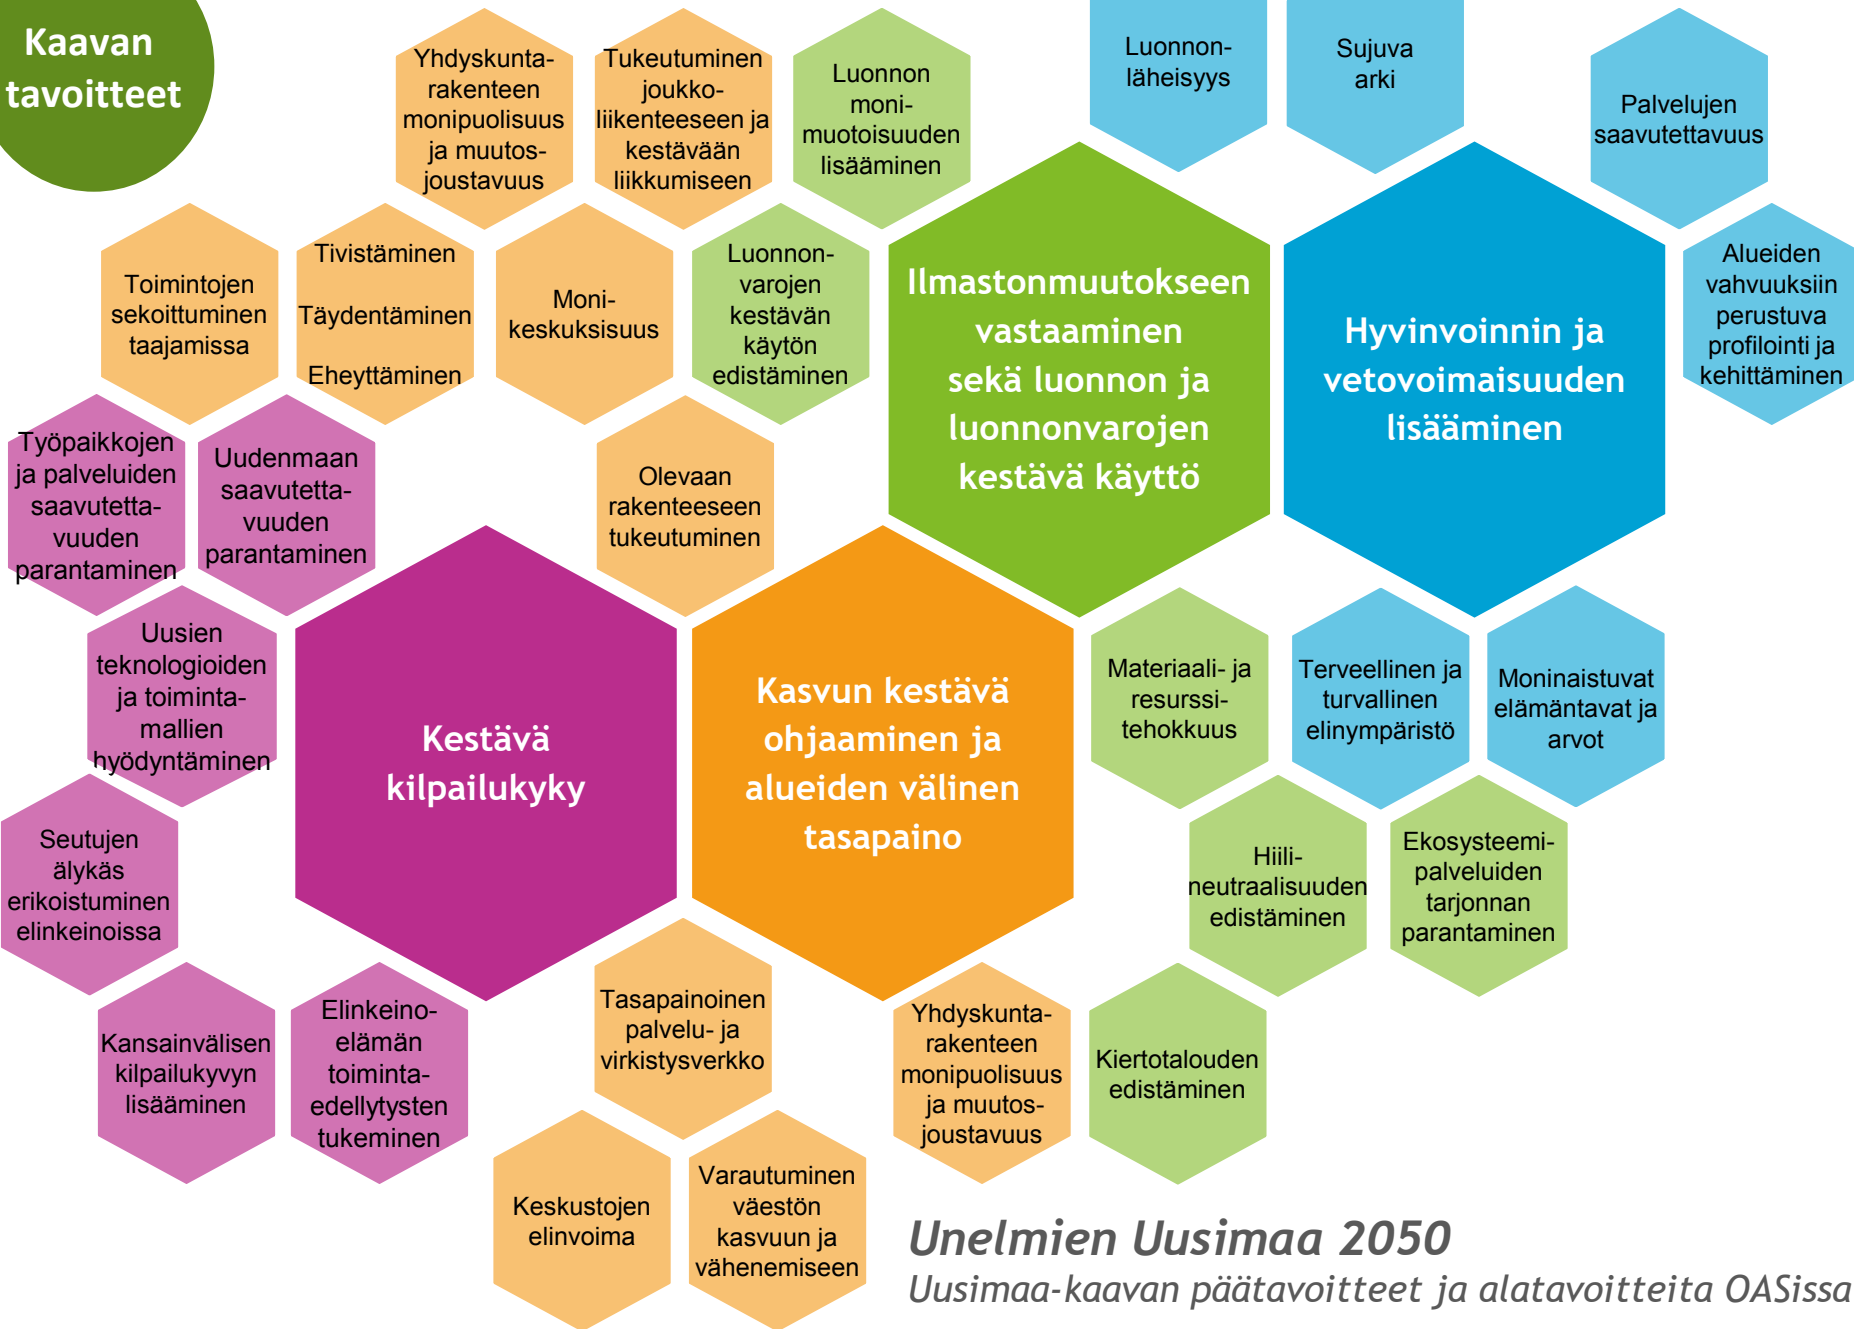 Kaavan
tavoitteet
Yhdyskunta-
rakenteen
monipuolisuus
ja muutos-
joustavuus
Tukeutuminen
joukko-
liikenteeseen ja
kestävään
liikkumiseen
Luonnon
moni-
muotoisuuden
lisääminen
Luonnon-
läheisyys
Sujuva
arki
Palvelujen
saavutettavuus
Toimintojen
sekoittuminen
taajamissa
Tivistäminen
Täydentäminen
Eheyttäminen
Moni-
keskuksisuus
Luonnon-
varojen
kestävän
käytön
edistäminen
Ilmastonmuutokseen
vastaaminen
sekä luonnon ja
luonnonvarojen
kestävä käyttö
Hyvinvoinnin ja
vetovoimaisuuden
lisääminen
Alueiden
vahvuuksiin
perustuva
profilointi ja
kehittäminen
Työpaikkojen
ja palveluiden
saavutetta-
vuuden
parantaminen
Uudenmaan
saavutetta-
vuuden
parantaminen
Olevaan
rakenteeseen
tukeutuminen
Uusien
teknologioiden
ja toiminta-
mallien
hyödyntäminen
Kestävä
kilpailukyky
Kasvun kestävä
ohjaaminen ja
alueiden välinen
tasapaino
Materiaali- ja
resurssi-
tehokkuus
Terveellinen ja
turvallinen
elinympäristö
Moninaistuvat
elämäntavat ja
arvot
Seutujen
älykäs
erikoistuminen
elinkeinoissa
Hiili-
neutraalisuuden
edistäminen
Ekosysteemi-
palveluiden
tarjonnan
parantaminen
Kansainvälisen
kilpailukyvyn
lisääminen
Elinkeino-
elämän
toiminta-
edellytysten
tukeminen
Tasapainoinen
palvelu- ja
virkistysverkko
Yhdyskunta-
rakenteen
monipuolisuus
ja muutos-
joustavuus
Kiertotalouden
edistäminen
Keskustojen
elinvoima
Varautuminen
väestön
kasvuun ja
vähenemiseen
Unelmien Uusimaa 2050
Uusimaa-kaavan päätavoitteet ja alatavoitteita OASissa